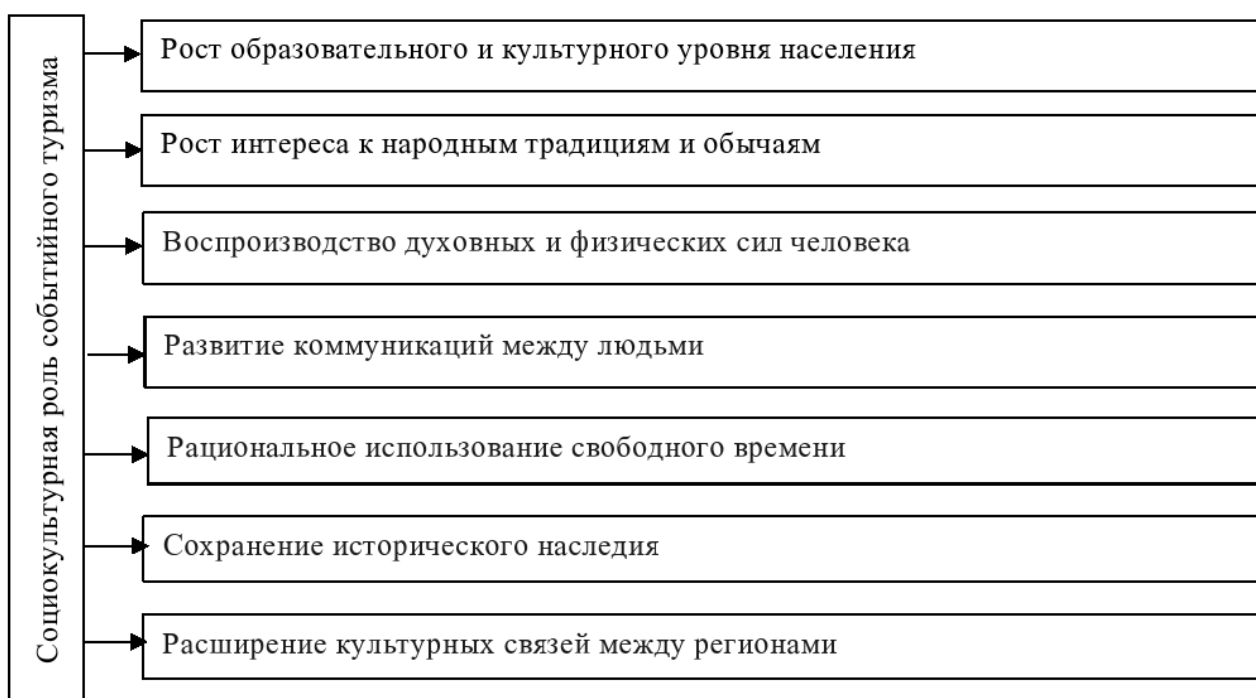 Социокультурная роль событийного туризма
Рост образовательного и культурного уровня населения
Рост интереса к народным традициям и обычаям
Воспроизводство духовных и физических сил человека
Развитие коммуникаций между людьми
Рациональное использование свободного времени
Сохранение исторического наследия
Расширение культурных связей между регионами